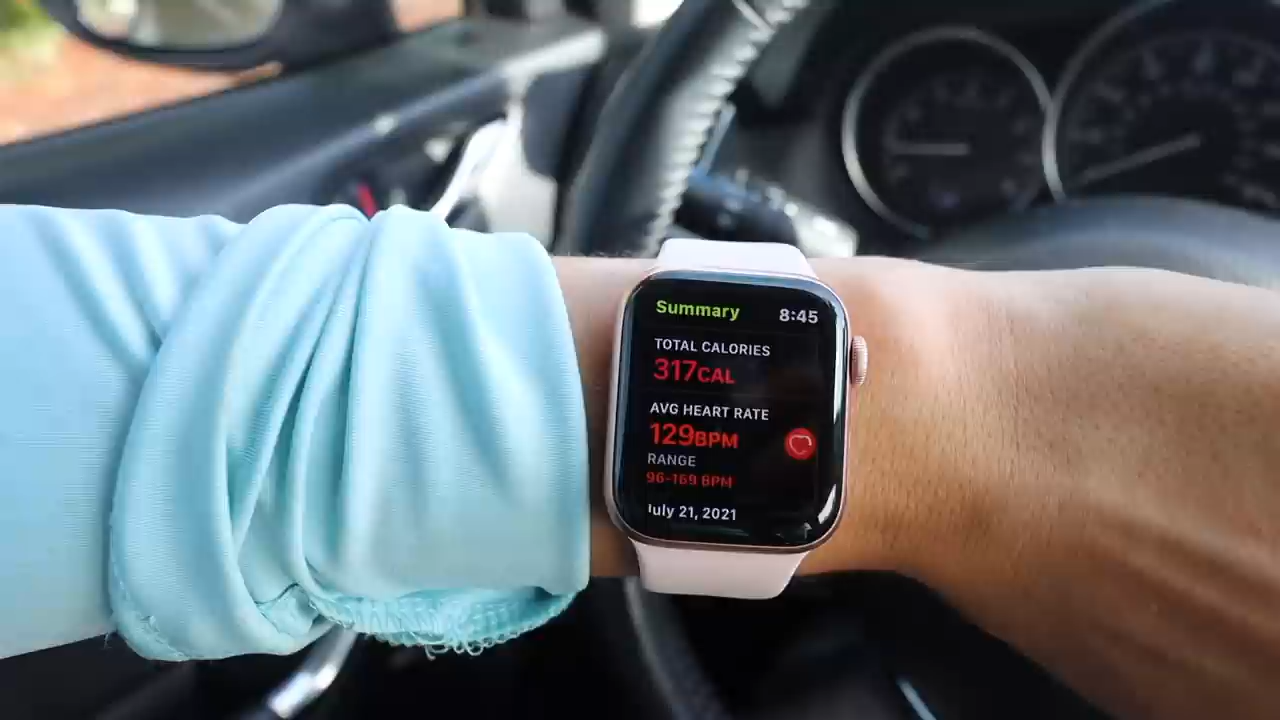 Summary 8:45
TOTAL CALORIES
317CAL
AVG HEART RATE
129BPM
RANGE
96-169 BPM
July 21, 2021